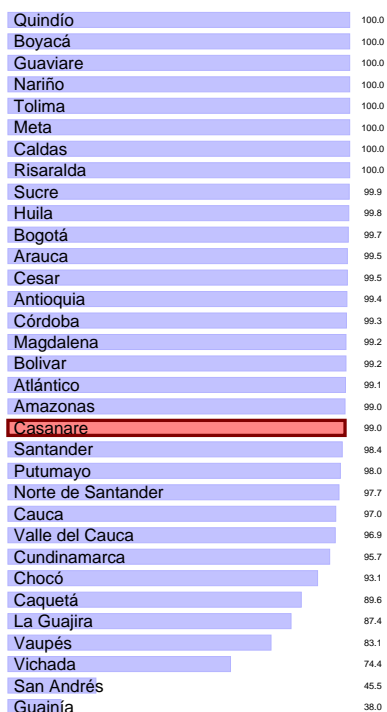 Quindío 100.0
Boyacá 100.0
Guaviare 100.0
Nariño 100.0
Tolima 100.0
Meta 100.0
Caldas 100.0
Risaralda 100.0
Sucre 99.9
Huila 99.8
Bogotá 99.7
Arauca 99.5
Cesar 99.5
Antioquia 99.4
Córdoba 99.3
Magdalena 99.2
Bolivar 99.2
Atlántico 99.1
Amazonas 99.0
Casanare 99.0
Santander 98.4
Putumayo 98.0
Norte de Santander 97.7
Cauca 97.0
Valle del Cauca 96.9
Cundinamarca 95.7
Chocó 93.1
Caquetá 89.6
La Guajira 87.4
Vaupés 83.1
Vichada 74.4
San Andrés 45.5
Guainía 38.0